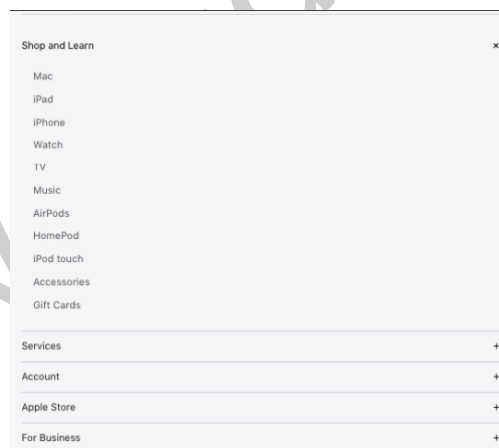 Shop and Learn ×
Mac
iPad
iPhone
Watch
TV
Music
AirPods
HomePod
iPod touch
Accessories
Gift Cards
Services +
Account +
Apple Store +
For Business +